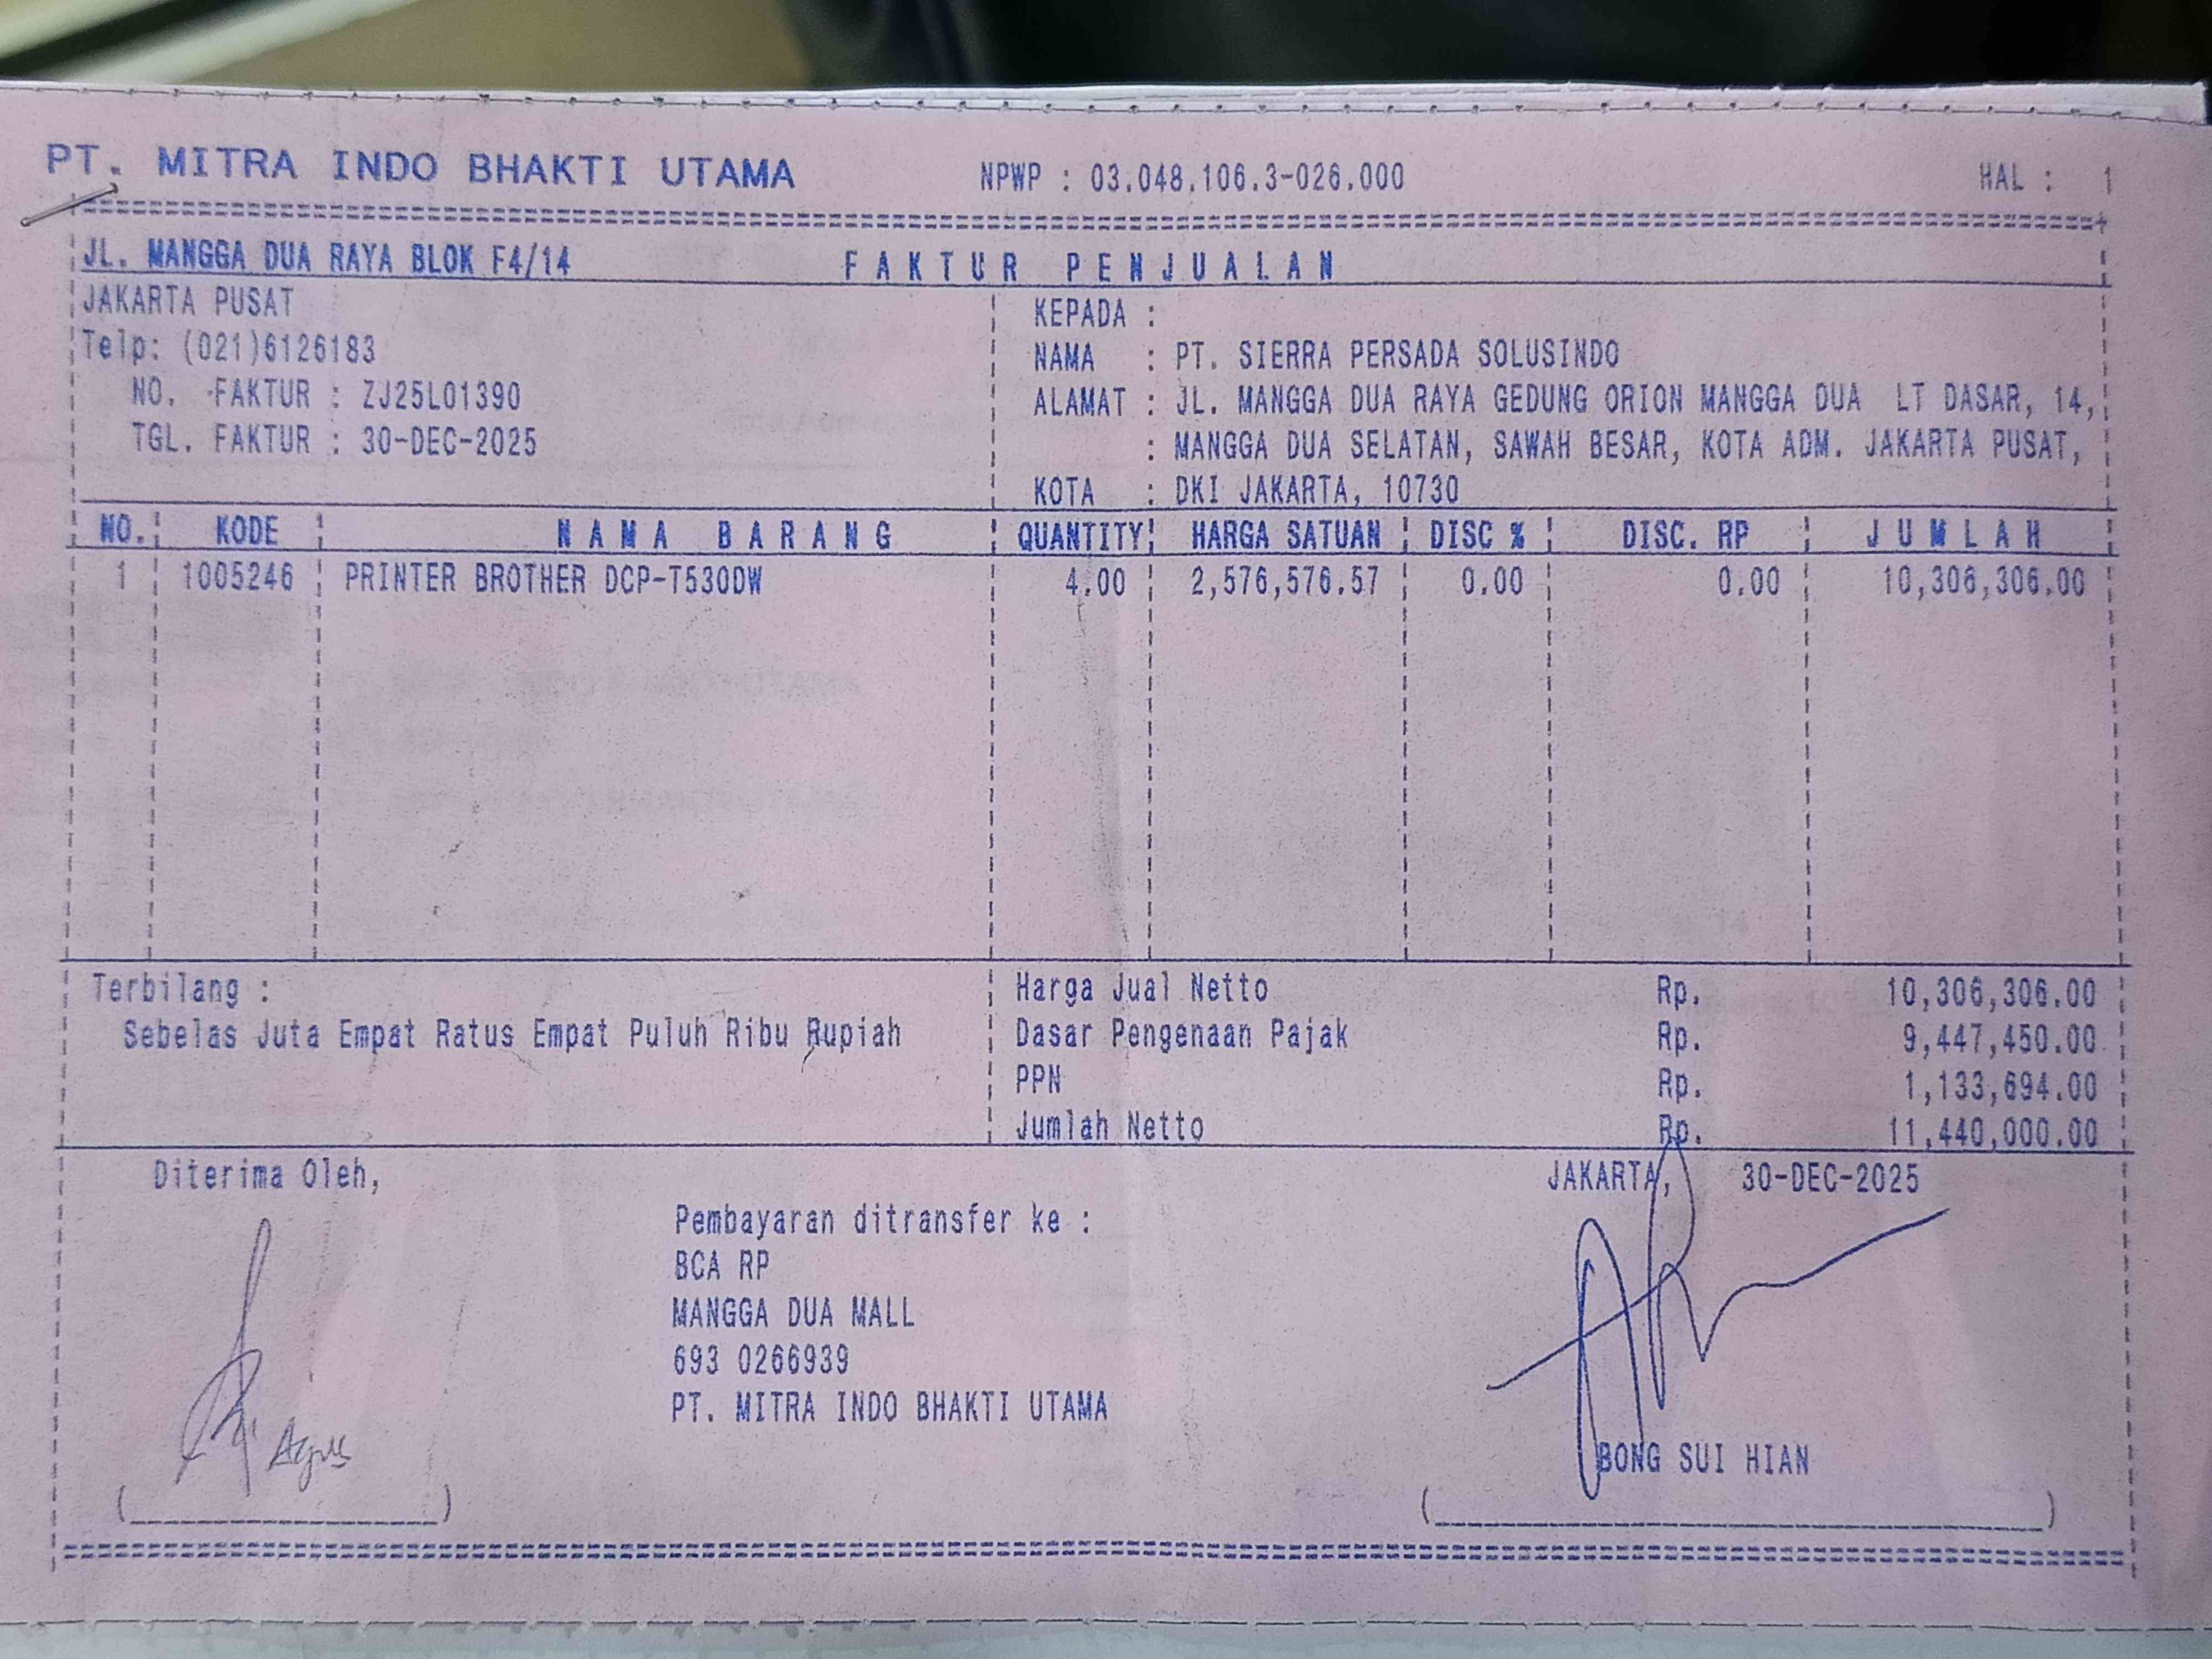 PT. MITRA INDO BHAKTI UTAMA NPWP : 03.048.106.3-026.000 HAL : 1
JL. MANGGA DUA RAYA BLOK F4/14 FAKTUR PENJUALAN
JAKARTA PUSAT
Telp: (021)6126183
NO. FAKTUR : ZJ25L01390
TGL. FAKTUR : 30-DEC-2025
KEPADA :
NAMA : PT. SIERRA PERSADA SOLUSINDO
ALAMAT : JL. MANGGA DUA RAYA GEDUNG ORION MANGGA DUA LT DASAR, 14,
: MANGGA DUA SELATAN, SAWAH BESAR, KOTA ADM. JAKARTA PUSAT,
KOTA : DKI JAKARTA, 10730
NO. KODE NAMA BARANG QUANTITY HARGA SATUAN DISC % DISC. RP JUMLAH
1 1005246 PRINTER BROTHER DCP-T530DW 4.00 2,576,576.57 0.00 0.00 10,306,306.00
Terbilang :
Sebelas Juta Empat Ratus Empat Puluh Ribu Rupiah
Harga Jual Netto Rp. 10,306,306.00
Dasar Pengenaan Pajak Rp. 9,447,450.00
PPN Rp. 1,133,694.00
Jumlah Netto Rp. 11,440,000.00
Diterima Oleh,
Agus
Pembayaran ditransfer ke :
BCA RP
MANGGA DUA MALL
693 0266939
PT. MITRA INDO BHAKTI UTAMA
JAKARTA, 30-DEC-2025
BONG SUI HIAN